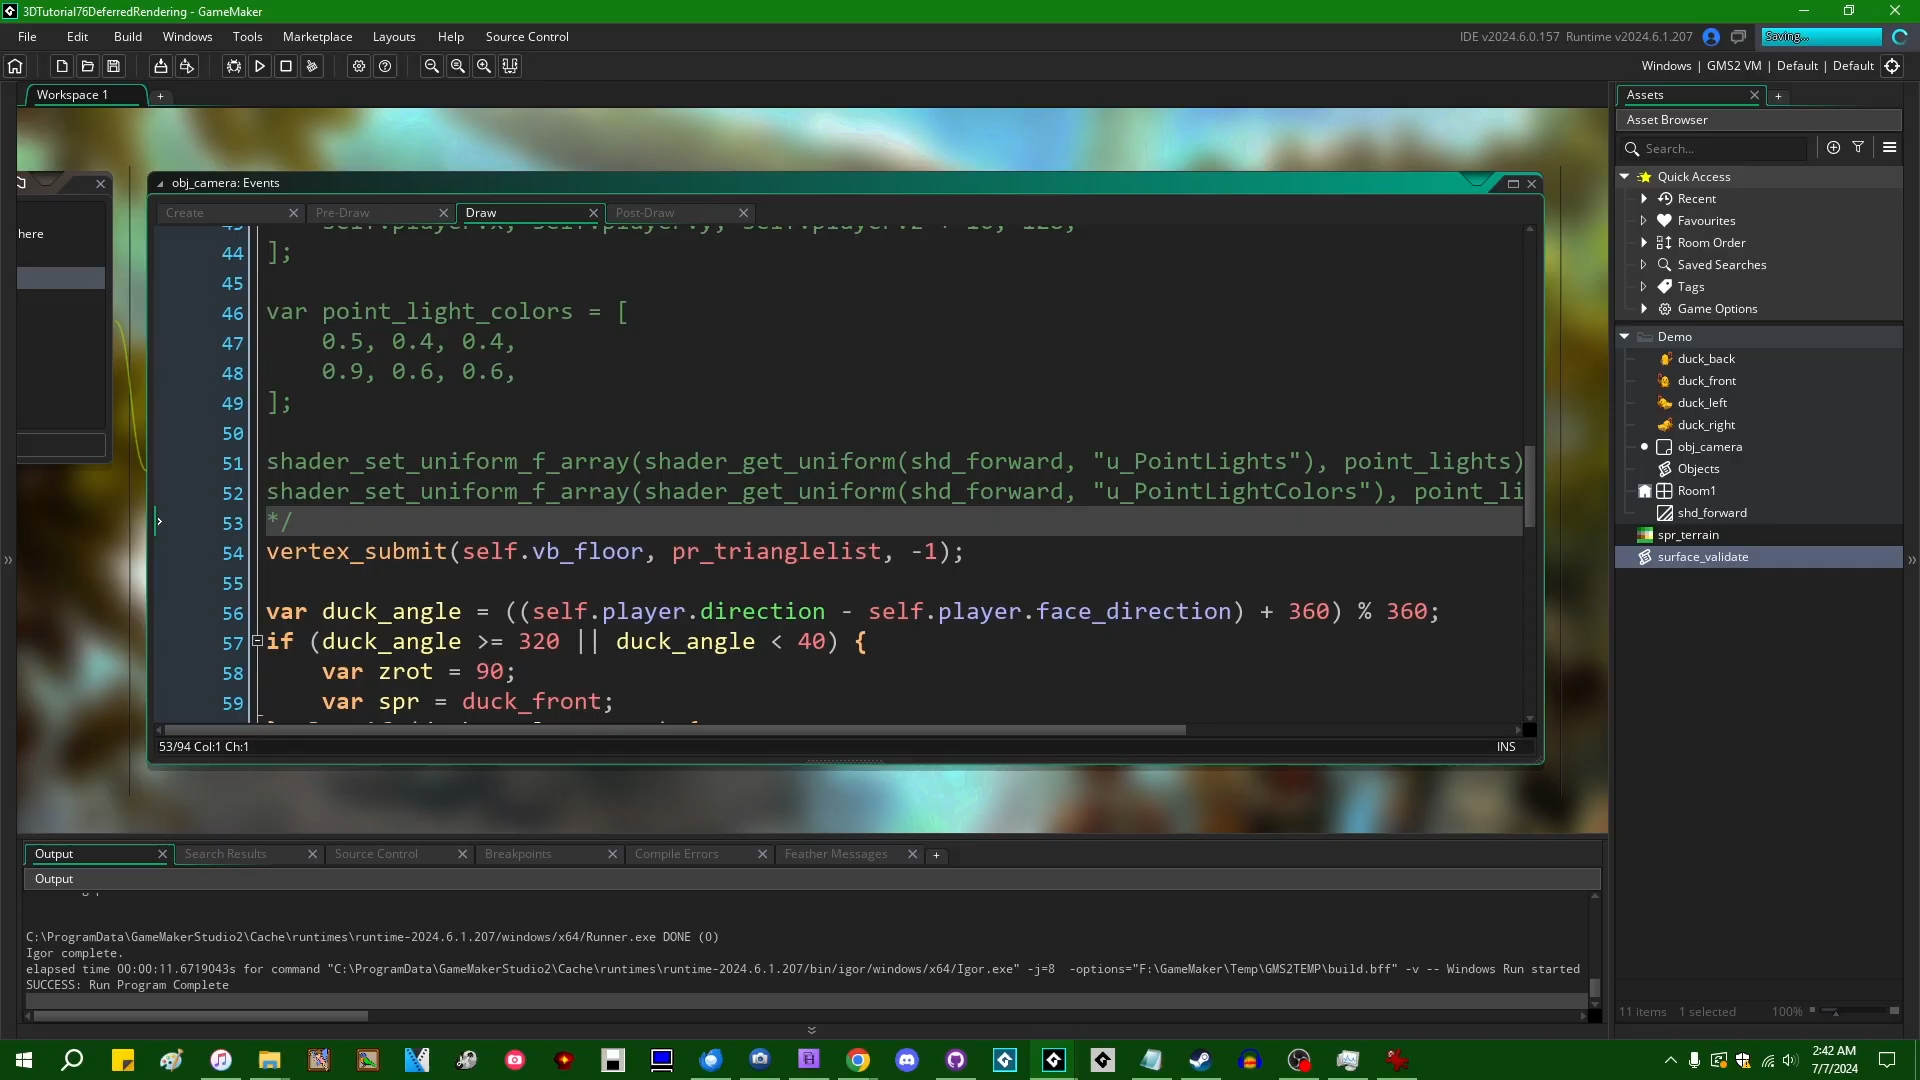 3DTutorial76DeferredRendering - GameMaker
File Edit Build Windows Tools Marketplace Layouts Help Source Control
IDE v2024.6.0.157 Runtime v2024.6.1.207
Saving...
Windows | GMS2 VM | Default | Default
Workspace 1
+
here
obj_camera: Events
Create
Pre-Draw
Draw
Post-Draw
44 ];
45
46 var point_light_colors = [
47 0.5, 0.4, 0.4,
48 0.9, 0.6, 0.6,
49 ];
50
51 shader_set_uniform_f_array(shader_get_uniform(shd_forward, "u_PointLights"), point_lights)
52 shader_set_uniform_f_array(shader_get_uniform(shd_forward, "u_PointLightColors"), point_li
53 */
54 vertex_submit(self.vb_floor, pr_trianglelist, -1);
55
56 var duck_angle = ((self.player.direction - self.player.face_direction) + 360) % 360;
57 if (duck_angle >= 320 || duck_angle < 40) {
58 var zrot = 90;
59 var spr = duck_front;
53/94 Col:1 Ch:1
INS
Output
Search Results
Source Control
Breakpoints
Compile Errors
Feather Messages
+
Output
C:\ProgramData\GameMakerStudio2\Cache\runtimes\runtime-2024.6.1.207/windows/x64/Runner.exe DONE (0)
Igor complete.
elapsed time 00:00:11.6719043s for command "C:\ProgramData\GameMakerStudio2\Cache\runtimes\runtime-2024.6.1.207/bin/igor/windows/x64/Igor.exe" -j=8 -options="F:\GameMaker\Temp\GMS2TEMP\build.bff" -v -- Windows Run started
SUCCESS: Run Program Complete
Assets
+
Asset Browser
Search...
Quick Access
Recent
Favourites
Room Order
Saved Searches
Tags
Game Options
Demo
duck_back
duck_front
duck_left
duck_right
obj_camera
Objects
Room1
shd_forward
spr_terrain
surface_validate
11 items 1 selected 100%
2:42 AM
7/7/2024